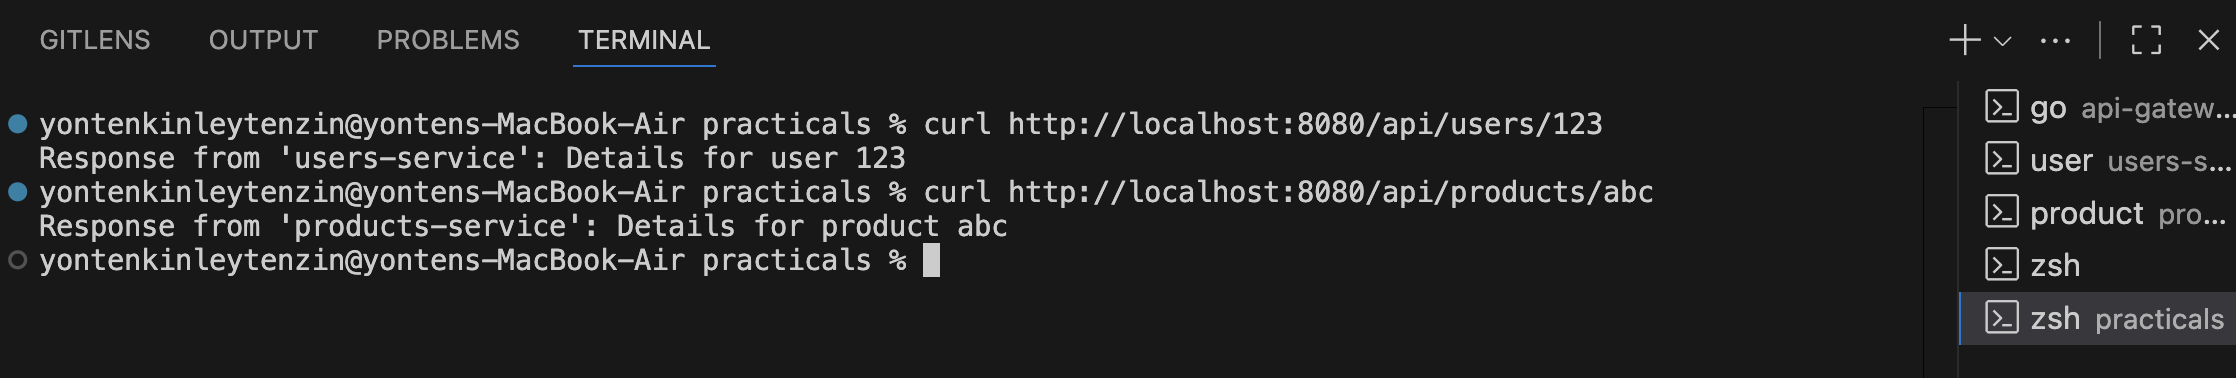 GITLENS OUTPUT PROBLEMS TERMINAL
yontenkinleytenzin@yontens-MacBook-Air practicals % curl http://localhost:8080/api/users/123
Response from 'users-service': Details for user 123
yontenkinleytenzin@yontens-MacBook-Air practicals % curl http://localhost:8080/api/products/abc
Response from 'products-service': Details for product abc
yontenkinleytenzin@yontens-MacBook-Air practicals %
go api-gatew...
user users-s...
product pro...
zsh
zsh practicals